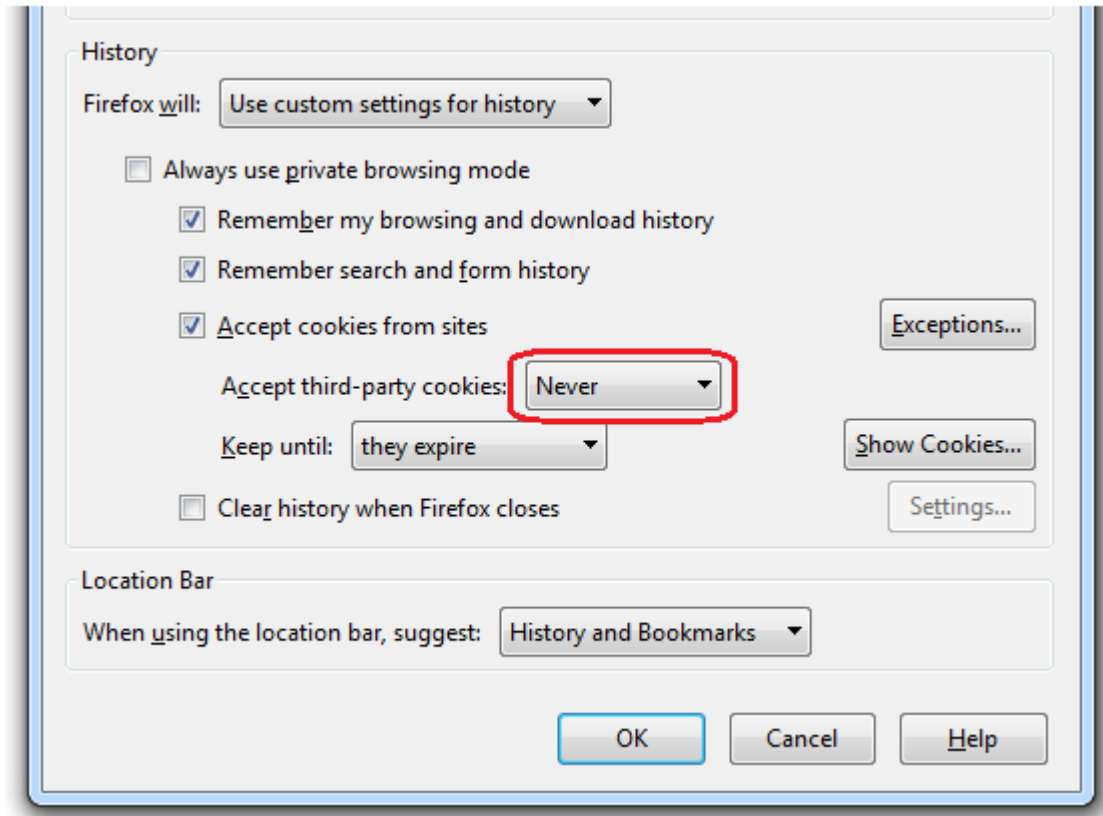 History
Firefox will: Use custom settings for history
Always use private browsing mode
Remember my browsing and download history
Remember search and form history
Accept cookies from sites Exceptions...
Accept third-party cookies: Never
Keep until: they expire Show Cookies...
Clear history when Firefox closes Settings...
Location Bar
When using the location bar, suggest: History and Bookmarks
OK Cancel Help